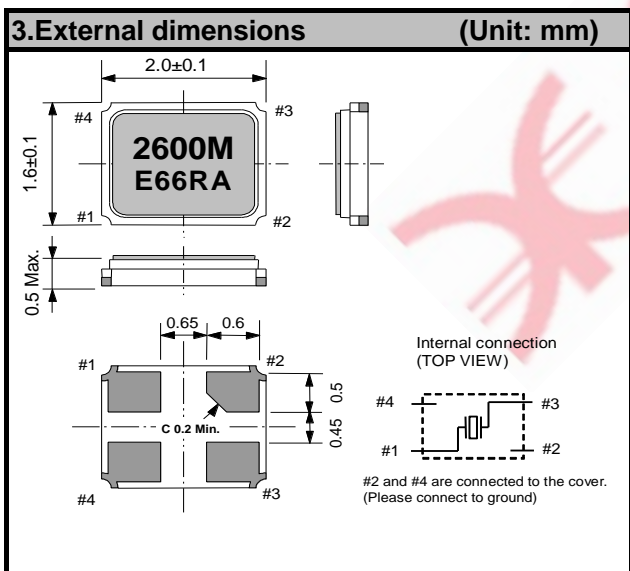 3.External dimensions (Unit: mm)
2.0±0.1
#4
#3
1.6±0.1
2600M
E66RA
#1
#2
0.5 Max.
0.65
0.6
#1
#2
0.5
C 0.2 Min.
0.45
#4
#3
Internal connection
(TOP VIEW)
#4
#3
#1
#2
#2 and #4 are connected to the cover.
(Please connect to ground)